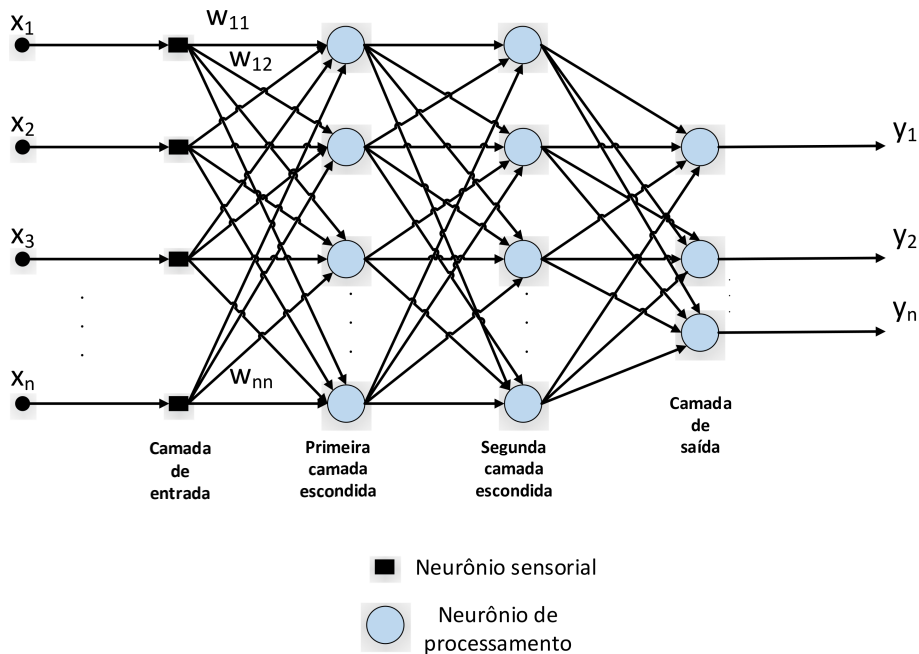 x1
w11
w12
x2
y1
x3
y2
yn
xn
wnn
Camada
de
entrada
Primeira
camada
escondida
Segunda
camada
escondida
Camada
de
saída
Neurônio sensorial
Neurônio de
processamento